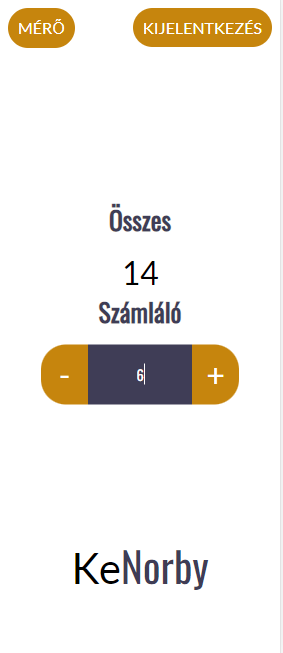 MÉRŐ
KIJELENTKEZÉS
Összes
14
Számláló
- 6 +
KeNorby